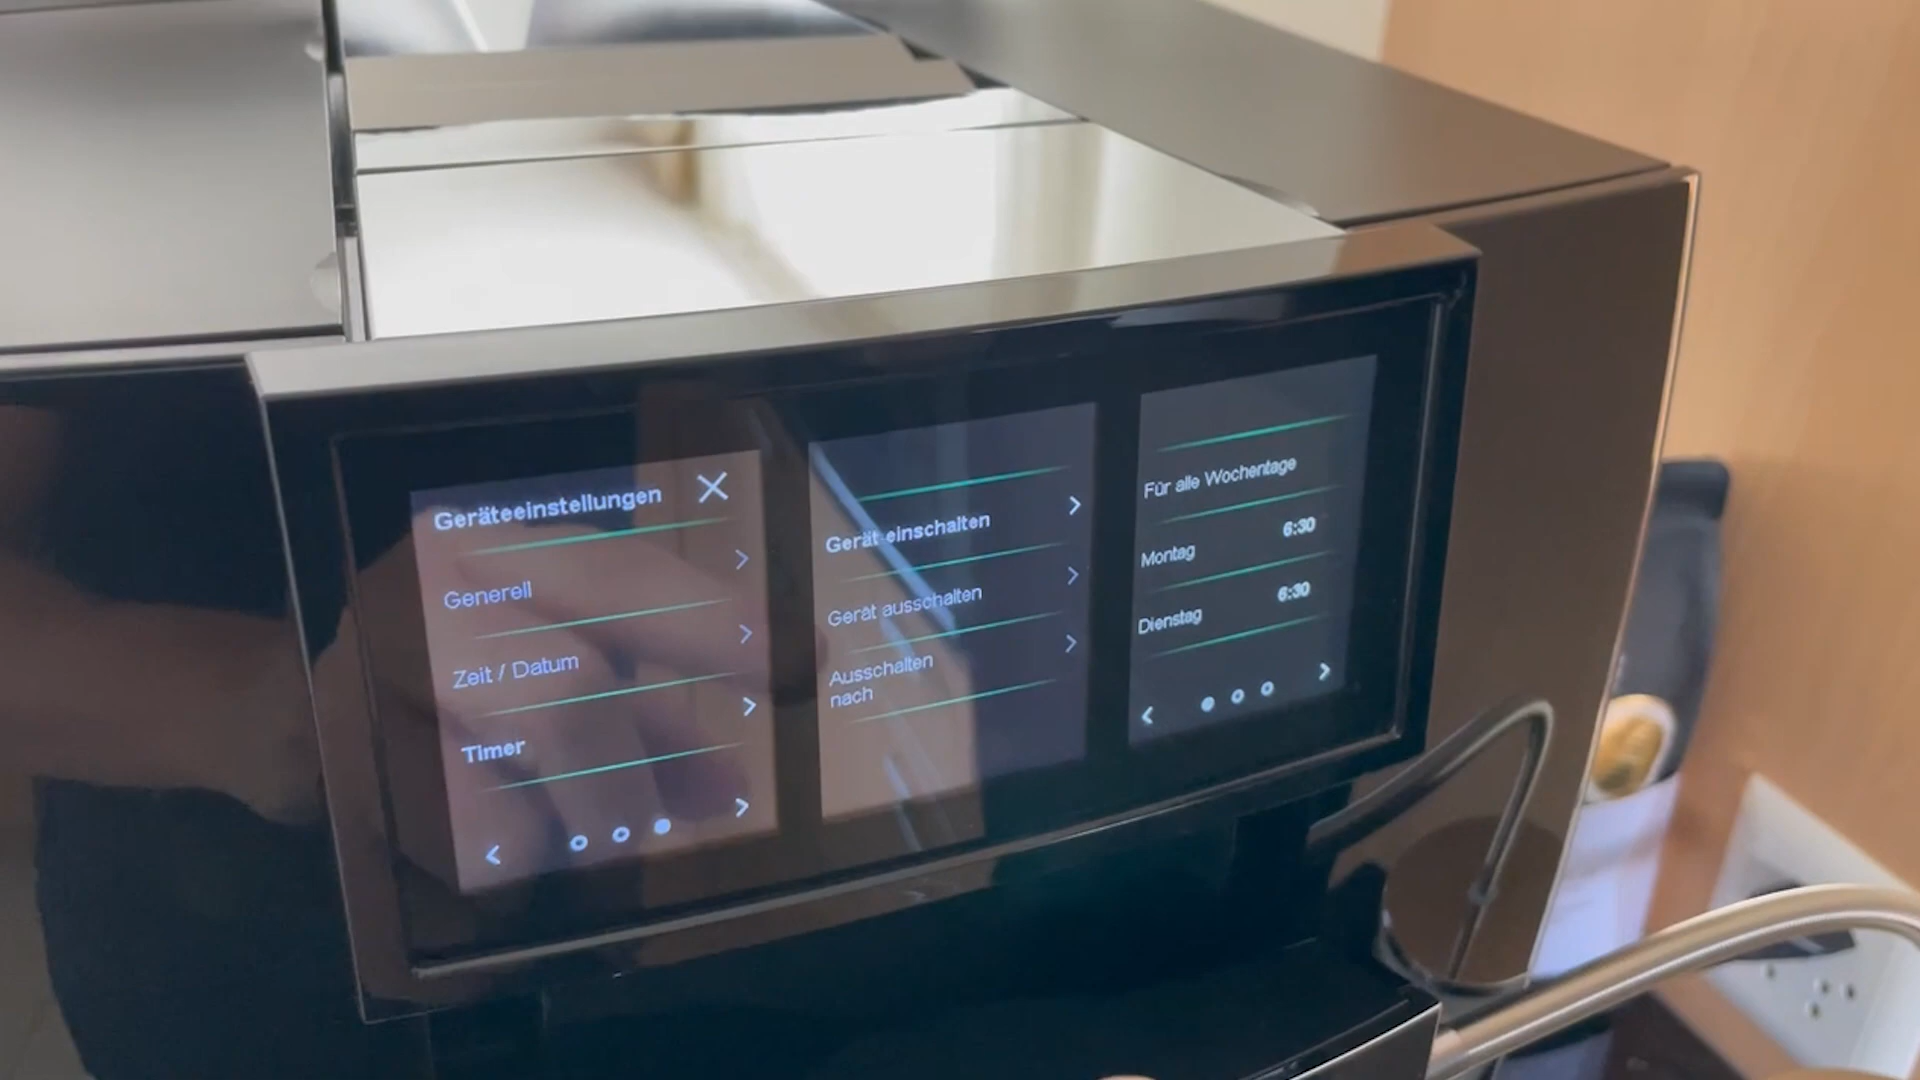 Geräteeinstellungen
Generell
Zeit / Datum
Timer
Gerät einschalten
Gerät ausschalten
Ausschalten
nach
Für alle Wochentage
6:30
Montag
6:30
Dienstag